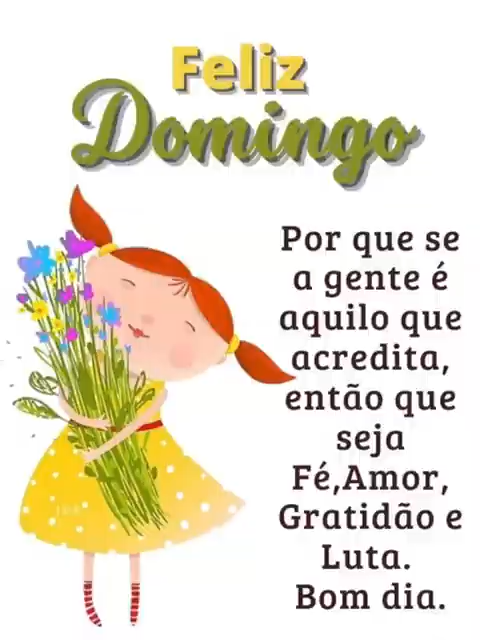 Feliz
Domingo
Por que se
a gente é
aquilo que
acredita,
então que
seja
Fé,Amor,
Gratidão e
Luta.
Bom dia.